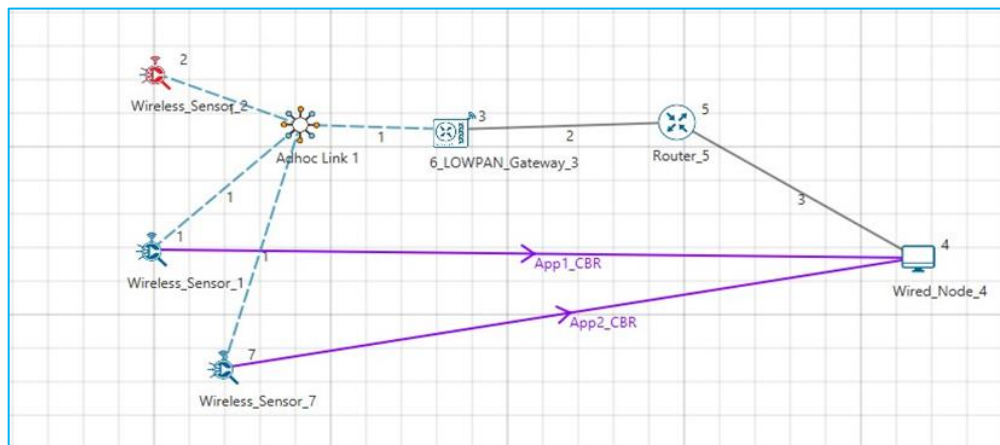 2
Wireless_Sensor_2
Adhoc Link 1
1
3
6_LOWPAN_Gateway_3
2
5
Router_5
3
1
1
Wireless_Sensor_1
1
App1_CBR
4
Wired_Node_4
App2_CBR
7
Wireless_Sensor_7